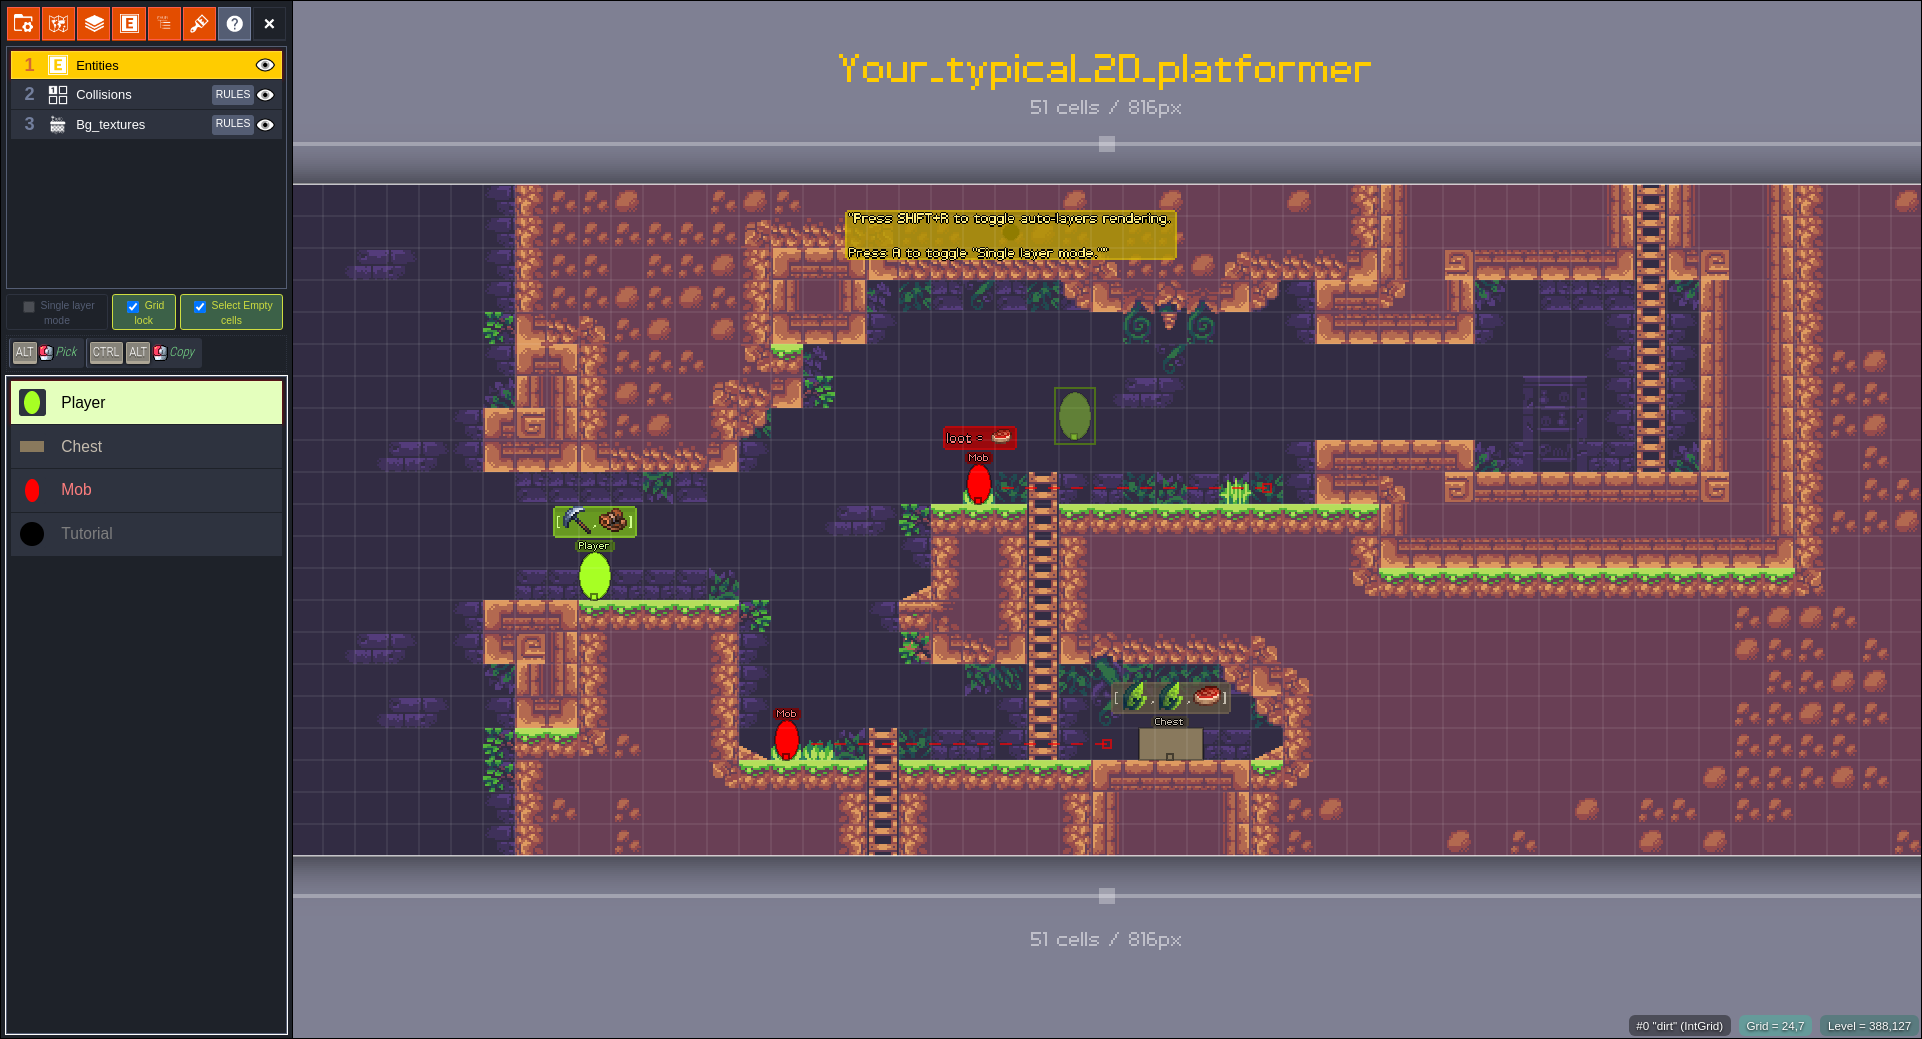 E
?
×
1 E Entities
2 1 Collisions RULES
3 Bg_textures RULES
Single layer mode
Grid lock
Select Empty cells
ALT Pick CTRL ALT Copy
Player
Chest
Mob
Tutorial
Your_typical_2D_platformer
51 cells / 816px
"Press SHIFT+R to toggle auto-layers rendering.
Press A to toggle "Single layer mode.""
loot =
Mob
[ , ]
Player
[ , , ]
Chest
Mob
51 cells / 816px
#0 "dirt" (IntGrid) Grid = 24,7 Level = 388,127